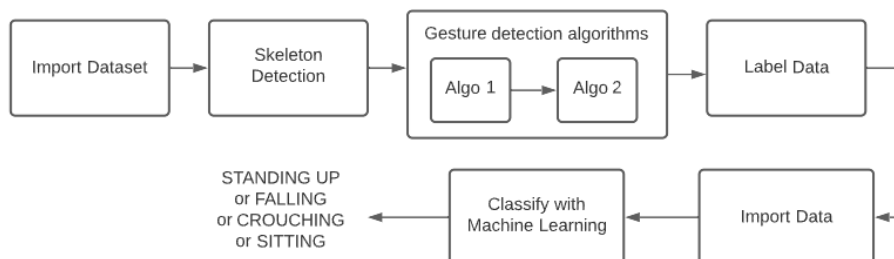 Import Dataset
Skeleton
Detection
Gesture detection algorithms
Algo 1
Algo 2
Label Data
STANDING UP
or FALLING
or CROUCHING
or SITTING
Classify with
Machine Learning
Import Data